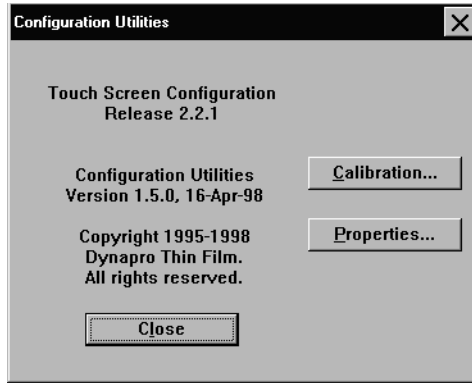 Configuration Utilities
Touch Screen Configuration
Release 2.2.1
Configuration Utilities
Version 1.5.0, 16-Apr-98
Calibration...
Copyright 1995-1998
Dynapro Thin Film.
All rights reserved.
Properties...
Close